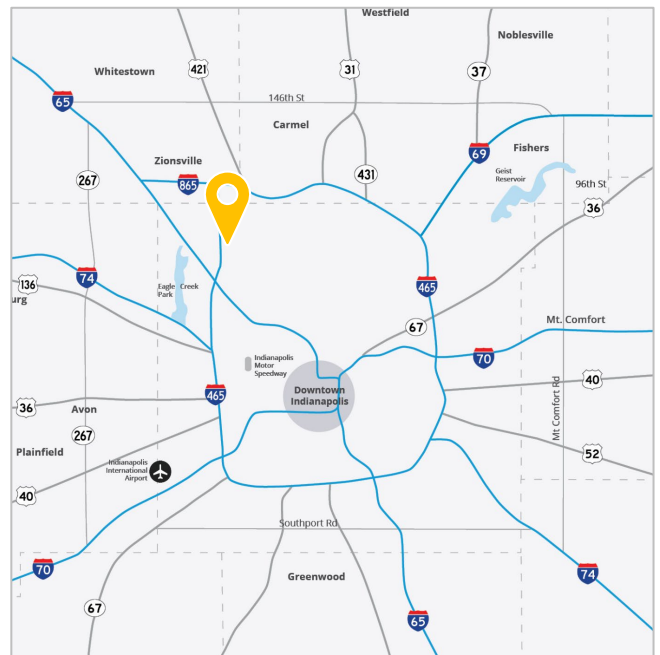 Westfield
Noblesville
Whitestown
421
31
37
65
146th St
Carmel
69
Fishers
Zionsville
Geist
Reservoir
267
865
431
96th St
36
74
136
urg
Eagle Creek
Park
465
67
Mt. Comfort
70
Indianapolis
Motor
Speedway
465
Downtown
Indianapolis
40
36
Avon
Mt Comfort Rd
267
Plainfield
52
Indianapolis
International
Airport
40
Southport Rd
70
Greenwood
74
67
65